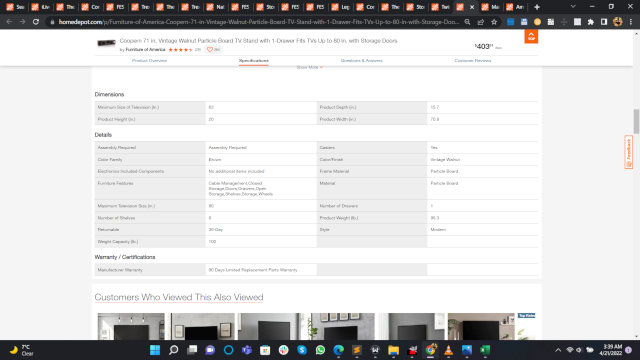 homedepot.com/p/Furniture-of-America-Coopern-71-in-Vintage-Walnut-Particle-Board-TV-Stand-with-1-Drawer-Fits-TVs-Up-to-80-in-with-Storage-Doo...
Coopern 71 in. Vintage Walnut Particle Board TV Stand with 1-Drawer Fits TVs Up to 80 in. with Storage Doors
by Furniture of America
$403
TOP
Product Overview Specifications Questions & Answers Customer Reviews
Show More
Dimensions
Minimum Size of Television (in.) Product Depth (in.) 15.7
Product Height (in.) 20 Product Width (in.) 70.8
Details
Assembly Required Assembly Required Casters Yes
Color Family Brown Color/Finish Vintage Walnut
Electronics Included Components No additional items included Frame Material Particle Board
Furniture Features Cable Management,Closed Storage,Doors,Drawers,Open Storage,Shelves,Storage,Wheels Material Particle Board
Maximum Television Size (in.) 80 Number of Drawers 1
Number of Shelves Product Weight (lb.)
Returnable 30-Day Style Modern
Weight Capacity (lb.)
Warranty / Certifications
Manufacturer Warranty 90 Days Limited Replacement Parts Warranty
Feedback
Customers Who Viewed This Also Viewed
Top Rated
7°C
Clear
3:39 AM
4/21/2022